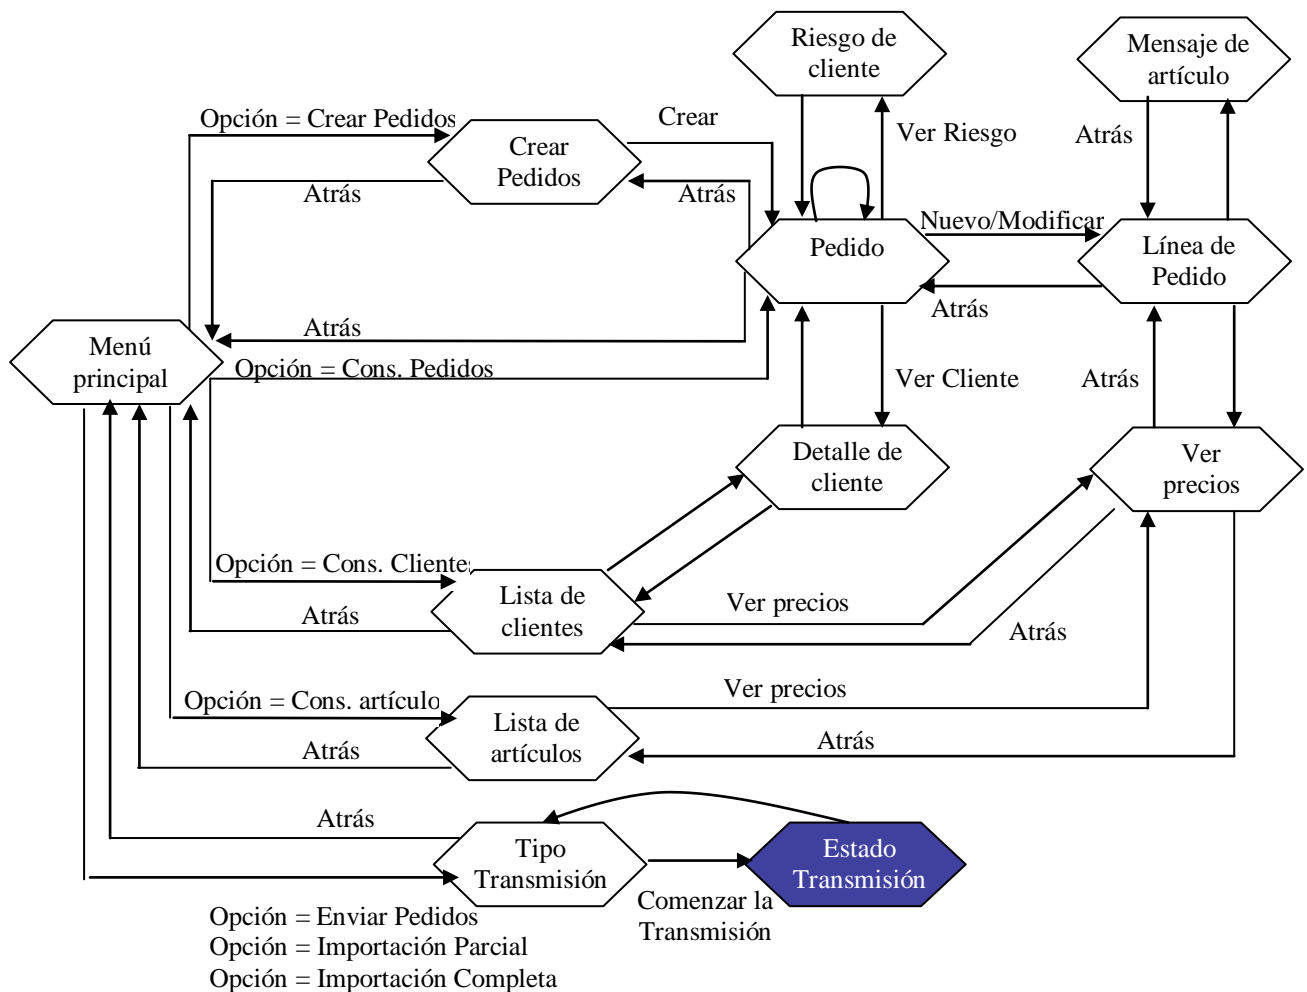 Riesgo de
cliente
Mensaje de
artículo
Opción = Crear Pedidos
Crear
Ver Riesgo
Atrás
Crear
Pedidos
Atrás
Atrás
Nuevo/Modificar
Pedido
Línea de
Pedido
Atrás
Atrás
Menú
principal
Opción = Cons. Pedidos
Ver Cliente
Atrás
Detalle de
cliente
Ver
precios
Opción = Cons. Clientes
Lista de
clientes
Atrás
Ver precios
Atrás
Opción = Cons. artículo
Ver precios
Lista de
artículos
Atrás
Atrás
Atrás
Tipo
Transmisión
Estado
Transmisión
Comenzar la
Transmisión
Opción = Enviar Pedidos
Opción = Importación Parcial
Opción = Importación Completa